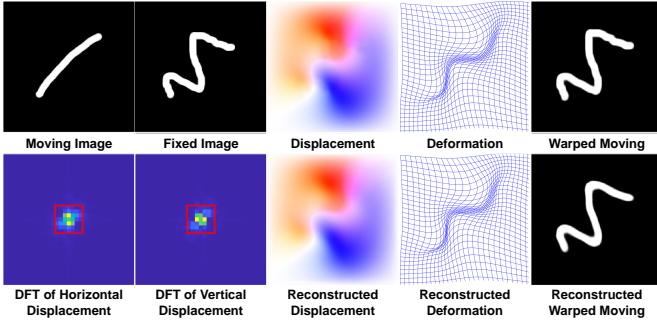 Moving Image Fixed Image Displacement Deformation Warped Moving
DFT of Horizontal Displacement DFT of Vertical Displacement Reconstructed Displacement Reconstructed Deformation Reconstructed Warped Moving